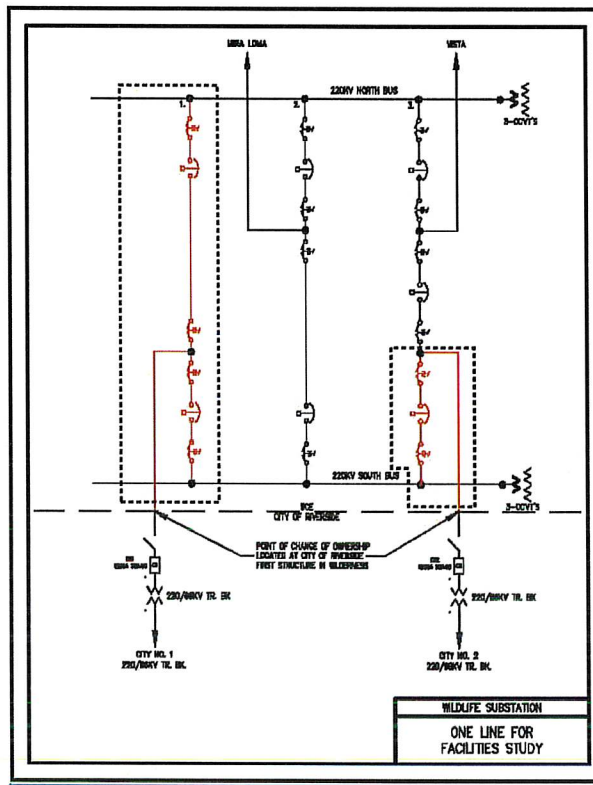 MIRA LOMA
VISTA
220KV NORTH BUS
1.
2.
3.
3-CCVT'S
220KV SOUTH BUS
3-CCVT'S
SCE
CITY OF RIVERSIDE
POINT OF CHANGE OF OWNERSHIP
LOCATED AT CITY OF RIVERSIDE
FIRST STRUCTURE IN WILDERNESS
220/69KV TR. BK
220/69KV TR. BK
CITY NO. 1
220/69KV TR. BK.
CITY NO. 2
220/69KV TR. BK.
WILDLIFE SUBSTATION
ONE LINE FOR
FACILITIES STUDY